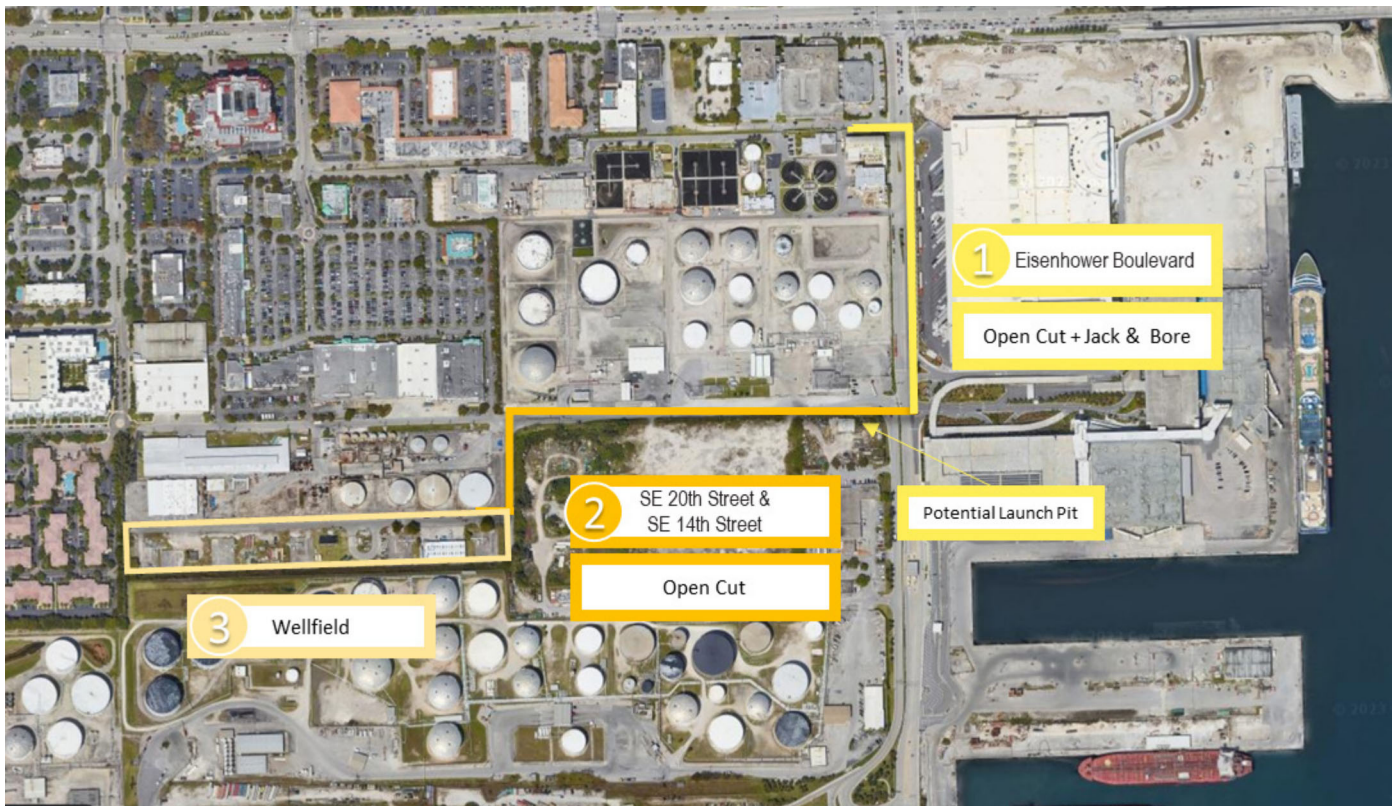 1
Eisenhower Boulevard
Open Cut + Jack & Bore
2
SE 20th Street &
SE 14th Street
Open Cut
Potential Launch Pit
3
Wellfield
© 2023